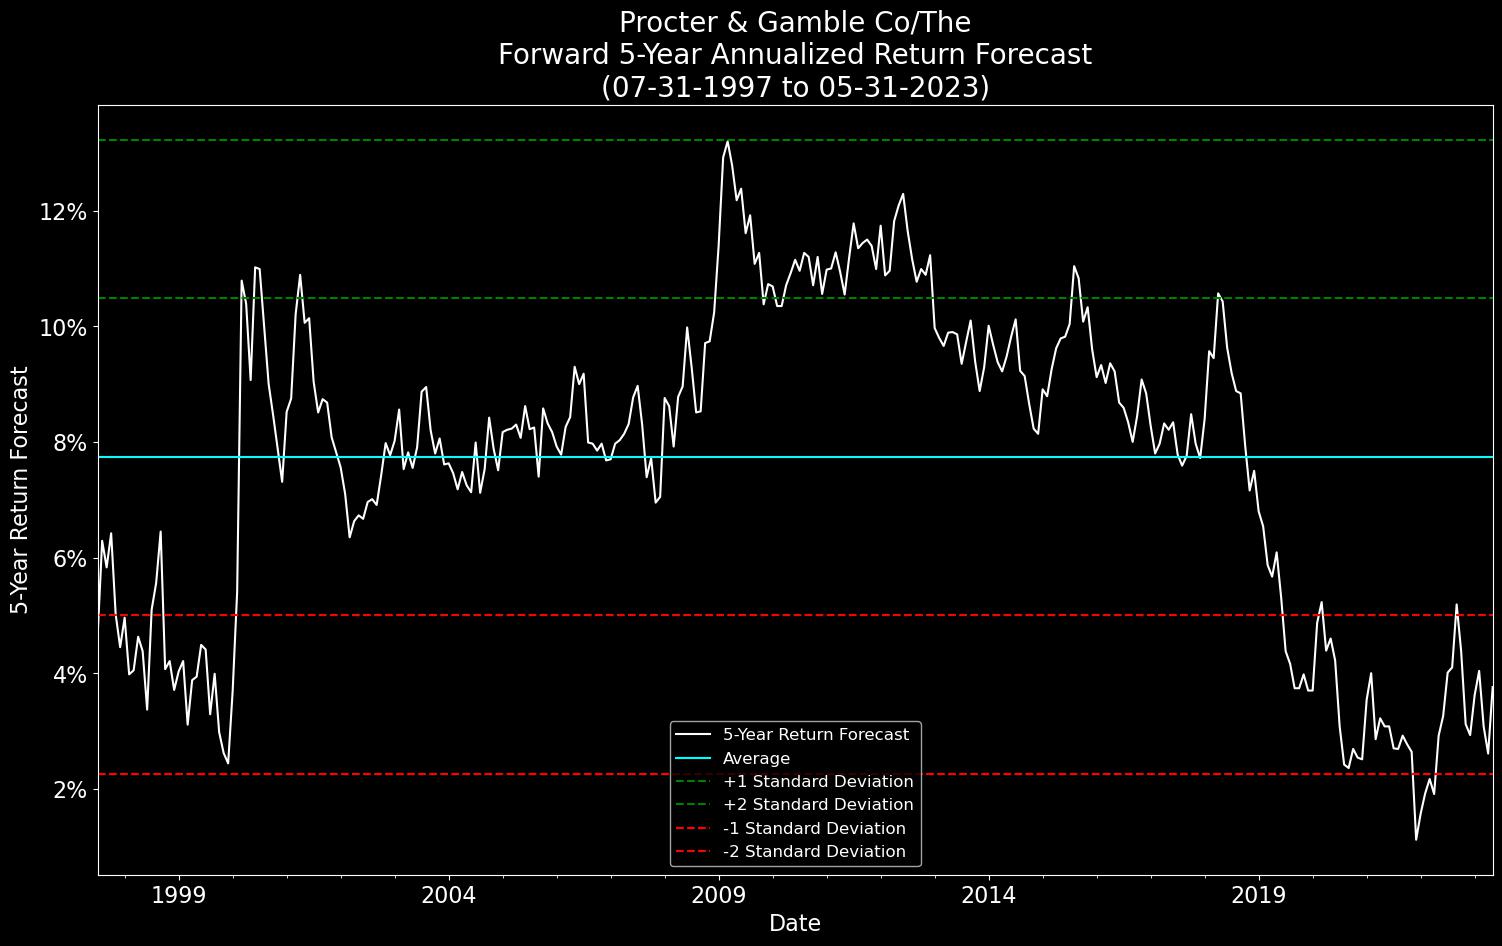 Procter & Gamble Co/The
Forward 5-Year Annualized Return Forecast
(07-31-1997 to 05-31-2023)
5-Year Return Forecast
12%
10%
8%
6%
4%
2%
5-Year Return Forecast
Average
+1 Standard Deviation
+2 Standard Deviation
-1 Standard Deviation
-2 Standard Deviation
1999
2004
2009
2014
2019
Date